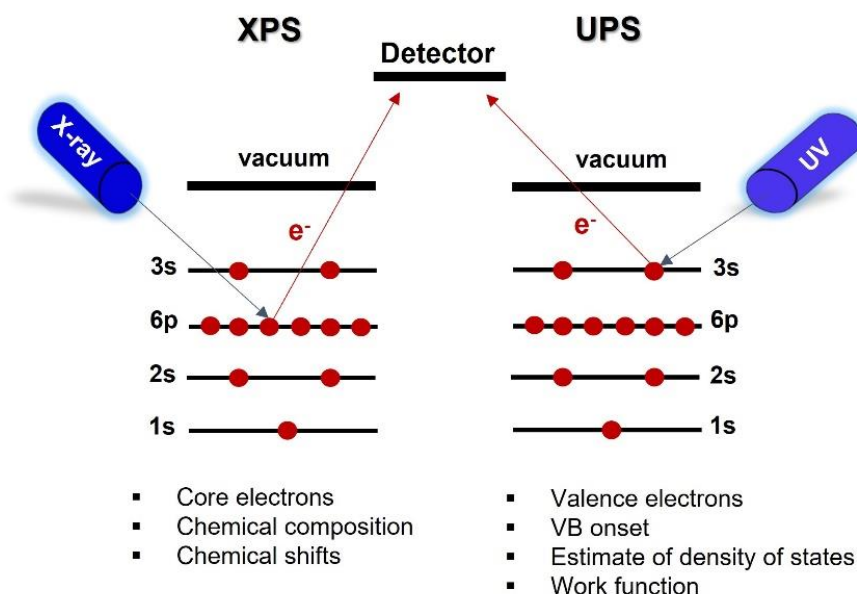 XPS
UPS
Detector
X-ray
UV
vacuum
vacuum
e-
e-
3s
3s
6p
6p
2s
2s
1s
1s
▪ Core electrons
▪ Chemical composition
▪ Chemical shifts
▪ Valence electrons
▪ VB onset
▪ Estimate of density of states
▪ Work function